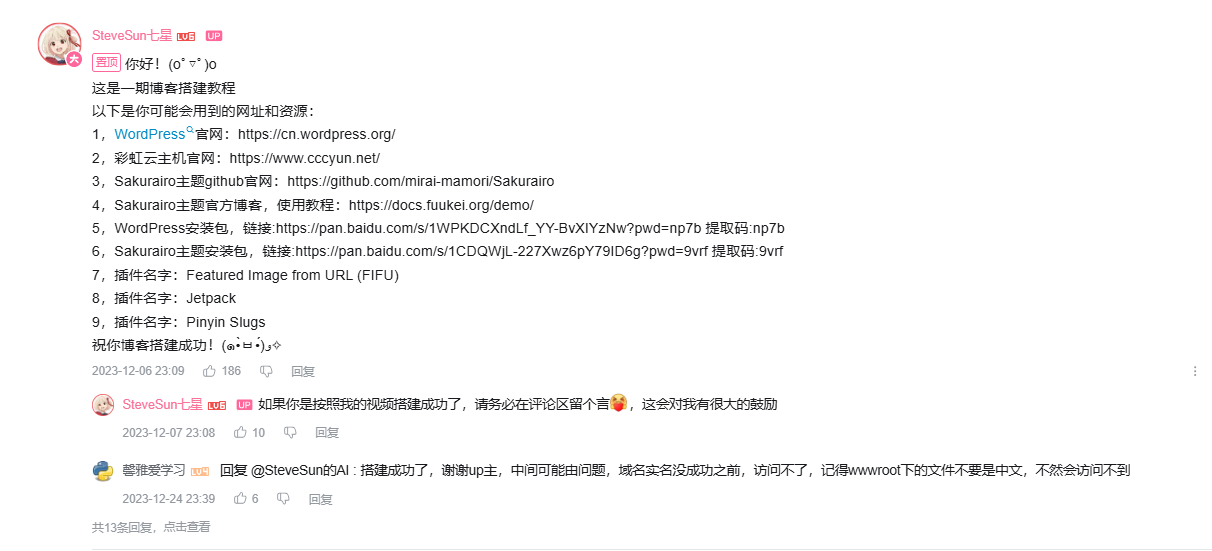 SteveSun七星 LV6 UP
大
置顶 你好！(oﾟ▽ﾟ)o
这是一期博客搭建教程
以下是你可能会用到的网址和资源：
1，WordPress官网：https://cn.wordpress.org/
2，彩虹云主机官网：https://www.cccyun.net/
3，Sakurairo主题github官网：https://github.com/mirai-mamori/Sakurairo
4，Sakurairo主题官方博客，使用教程：https://docs.fuukei.org/demo/
5，WordPress安装包，链接:https://pan.baidu.com/s/1WPKDCXndLf_YY-BvXIYzNw?pwd=np7b 提取码:np7b
6，Sakurairo主题安装包，链接:https://pan.baidu.com/s/1CDQWjL-227Xwz6pY79ID6g?pwd=9vrf 提取码:9vrf
7，插件名字：Featured Image from URL (FIFU)
8，插件名字：Jetpack
9，插件名字：Pinyin Slugs
祝你博客搭建成功！(๑•̀ㅂ•́)و✧
2023-12-06 23:09 186 回复
SteveSun七星 LV6 UP 如果你是按照我的视频搭建成功了，请务必在评论区留个言，这会对我有很大的鼓励
2023-12-07 23:08 10 回复
馨雅爱学习 LV4 回复 @SteveSun的AI : 搭建成功了，谢谢up主，中间可能由问题，域名实名没成功之前，访问不了，记得wwwroot下的文件不要是中文，不然会访问不到
2023-12-24 23:39 6 回复
共13条回复，点击查看